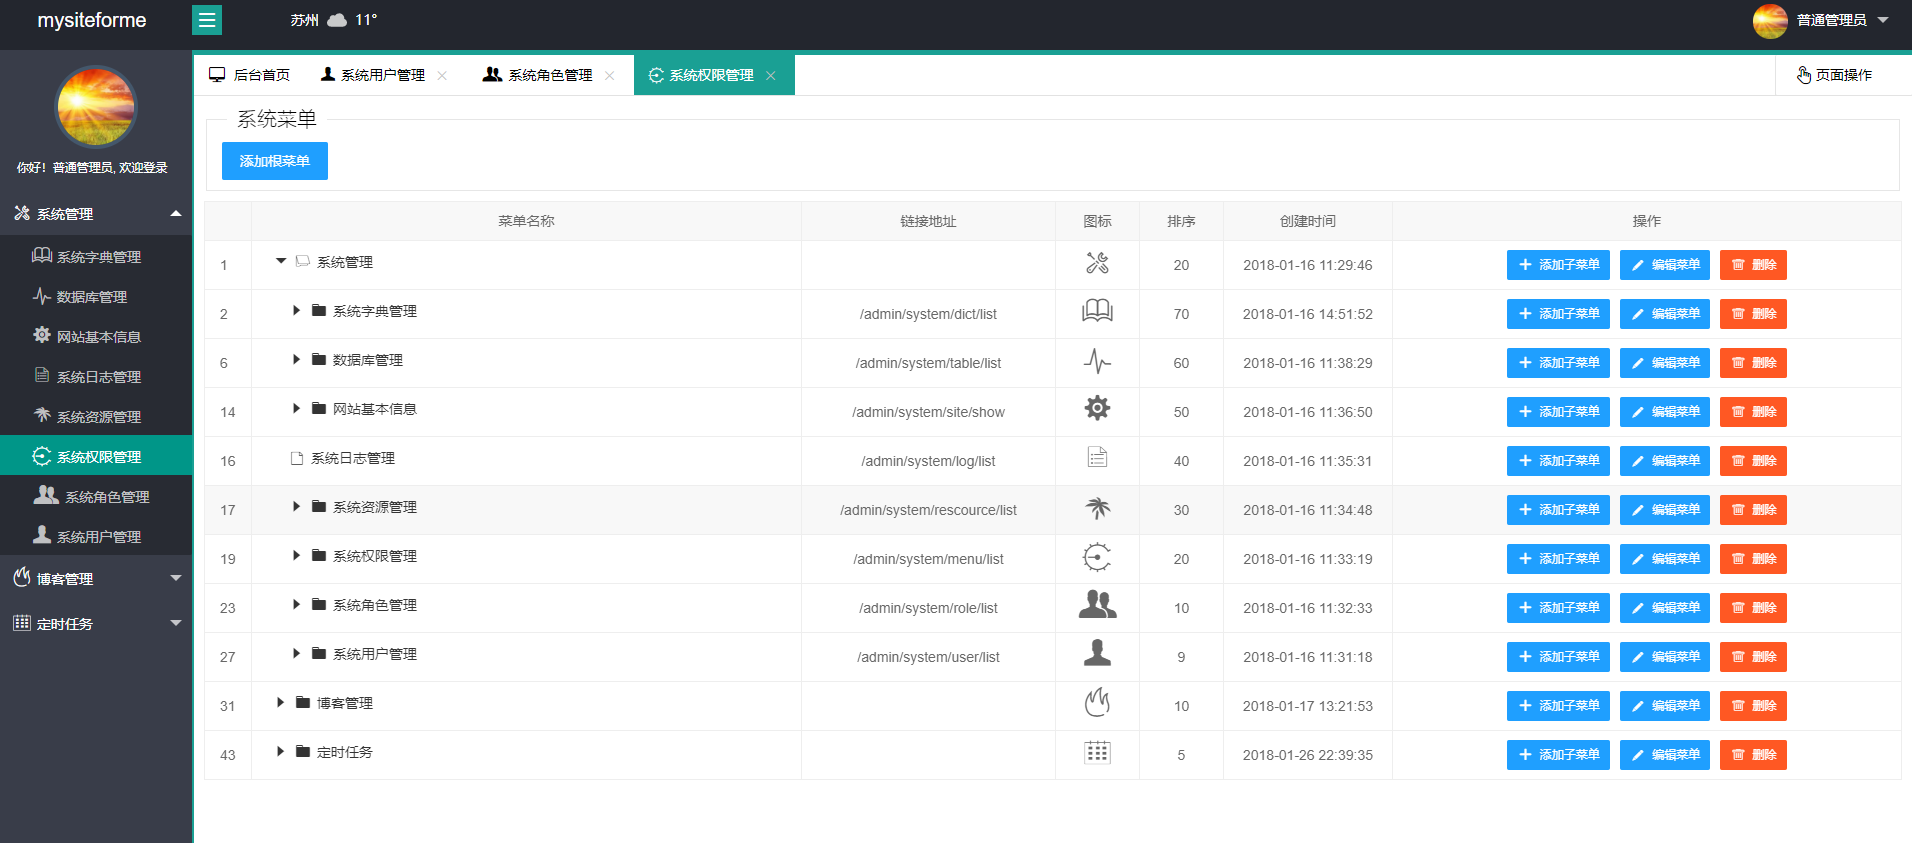 mysiteforme 苏州 11° 普通管理员
后台首页 系统用户管理 系统角色管理 系统权限管理 页面操作
你好！普通管理员, 欢迎登录
系统管理
系统字典管理
数据库管理
网站基本信息
系统日志管理
系统资源管理
系统权限管理
系统角色管理
系统用户管理
博客管理
定时任务
系统菜单
添加根菜单
菜单名称 链接地址 图标 排序 创建时间 操作
1 系统管理 20 2018-01-16 11:29:46 添加子菜单 编辑菜单 删除
2 系统字典管理 /admin/system/dict/list 70 2018-01-16 14:51:52 添加子菜单 编辑菜单 删除
6 数据库管理 /admin/system/table/list 60 2018-01-16 11:38:29 添加子菜单 编辑菜单 删除
14 网站基本信息 /admin/system/site/show 50 2018-01-16 11:36:50 添加子菜单 编辑菜单 删除
16 系统日志管理 /admin/system/log/list 40 2018-01-16 11:35:31 添加子菜单 编辑菜单 删除
17 系统资源管理 /admin/system/rescource/list 30 2018-01-16 11:34:48 添加子菜单 编辑菜单 删除
19 系统权限管理 /admin/system/menu/list 20 2018-01-16 11:33:19 添加子菜单 编辑菜单 删除
23 系统角色管理 /admin/system/role/list 10 2018-01-16 11:32:33 添加子菜单 编辑菜单 删除
27 系统用户管理 /admin/system/user/list 9 2018-01-16 11:31:18 添加子菜单 编辑菜单 删除
31 博客管理 10 2018-01-17 13:21:53 添加子菜单 编辑菜单 删除
43 定时任务 5 2018-01-26 22:39:35 添加子菜单 编辑菜单 删除